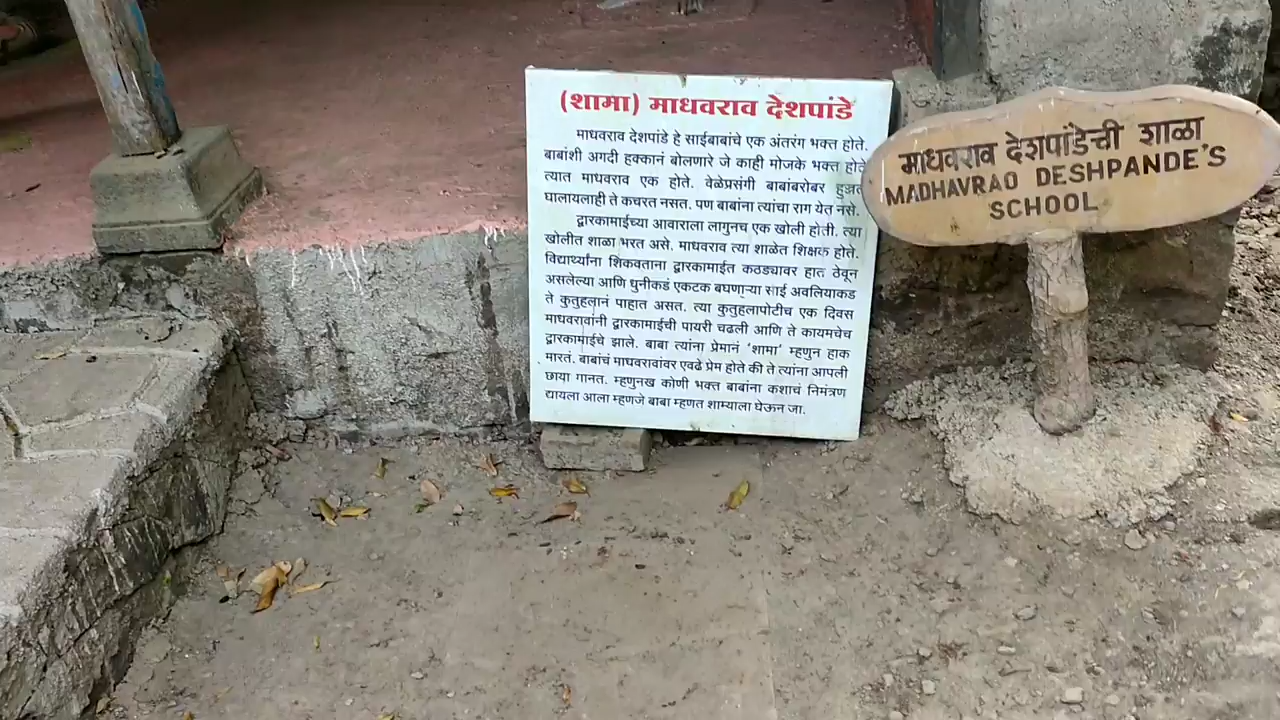 (शामा) माधवराव देशपांडे
माधवराव देशपांडे हे साईबाबांचे एक अंतरंग भक्त होते.
बाबांशी अगदी हक्कानं बोलणारे जे काही मोजके भक्त होते
त्यात माधवराव एक होते. वेळेप्रसंगी बाबांबरोबर हुज्जत
घालायलाही ते कचरत नसत. पण बाबांना त्यांचा राग येत नसे.
द्वारकामाईच्या आवाराला लागुनच एक खोली होती. त्या
खोलीत शाळा भरत असे. माधवराव त्या शाळेत शिक्षक होते.
विद्यार्थ्यांना शिकवताना द्वारकामाईत कठड्यावर हात ठेवून
असलेल्या आणि धुनीकडं एकटक बघणाऱ्या साई अवलियाकड
ते कुतुहलानं पाहात असत. त्या कुतुहलापोटीच एक दिवस
माधवरावांनी द्वारकामाईची पायरी चढली आणि ते कायमचेच
द्वारकामाईचे झाले. बाबा त्यांना प्रेमानं 'शामा' म्हणुन हाक
मारतं. बाबांचं माधवरावांवर एवढे प्रेम होते की ते त्यांना आपली
छाया गानत. म्हणुनख कोणी भक्त बाबांना कशाचं निमंत्रण
द्यायला आला म्हणजे बाबा म्हणत शाम्याला घेऊन जा.
माधवराव देशपांडेची शाळा
MADHAVRAO DESHPANDE'S
SCHOOL